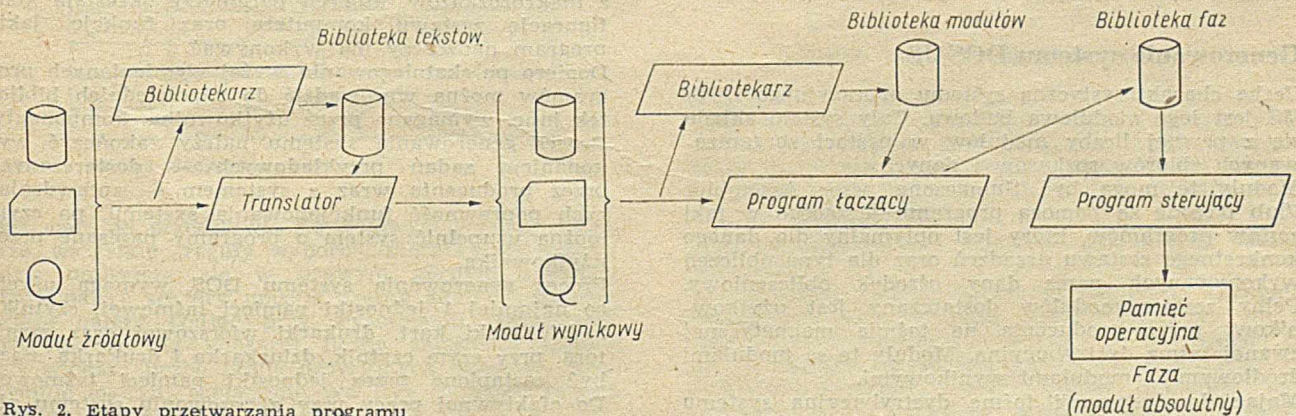 Biblioteka tekstów
Bibliotekarz
Translator
Moduł źródłowy
Moduł wynikowy
Biblioteka modułów
Bibliotekarz
Program łączący
Biblioteka faz
Program sterujący
Pamięć
operacyjna
Faza
(moduł absolutny)
Rys. 2. Etapy przetwarzania programu